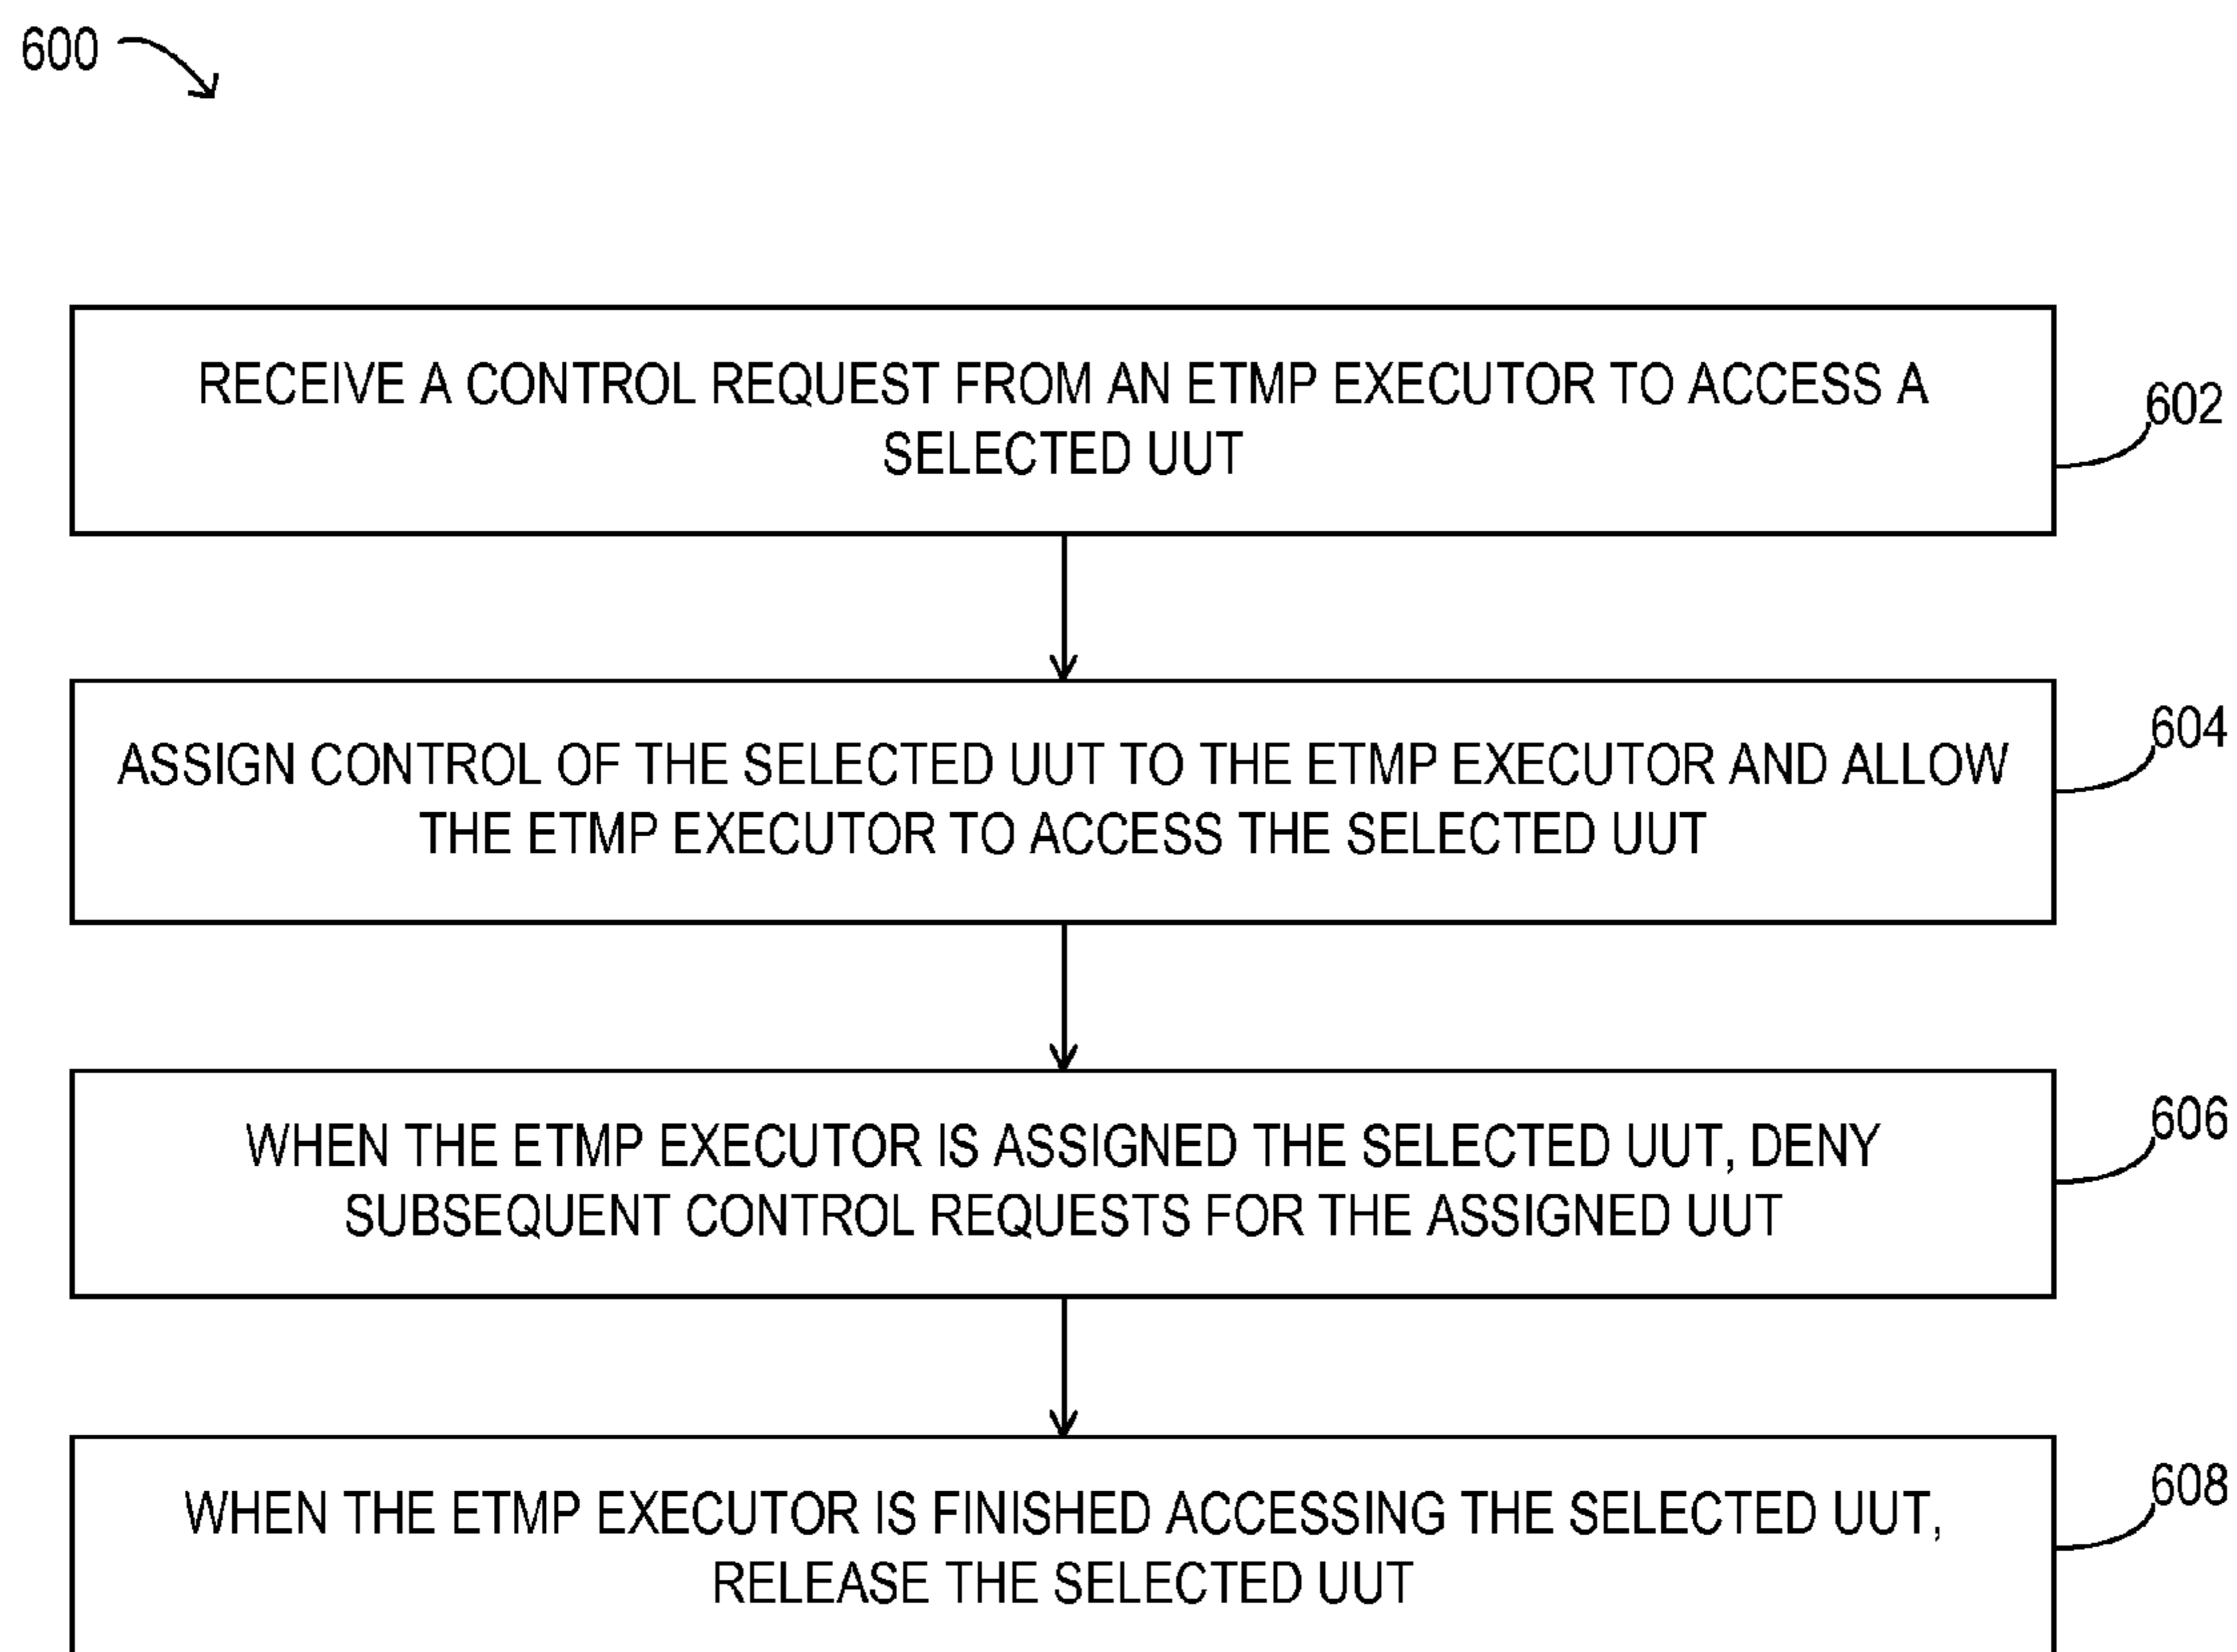 600
RECEIVE A CONTROL REQUEST FROM AN ETMP EXECUTOR TO ACCESS A
SELECTED UUT
602
ASSIGN CONTROL OF THE SELECTED UUT TO THE ETMP EXECUTOR AND ALLOW
THE ETMP EXECUTOR TO ACCESS THE SELECTED UUT
604
WHEN THE ETMP EXECUTOR IS ASSIGNED THE SELECTED UUT, DENY
SUBSEQUENT CONTROL REQUESTS FOR THE ASSIGNED UUT
606
WHEN THE ETMP EXECUTOR IS FINISHED ACCESSING THE SELECTED UUT,
RELEASE THE SELECTED UUT
608